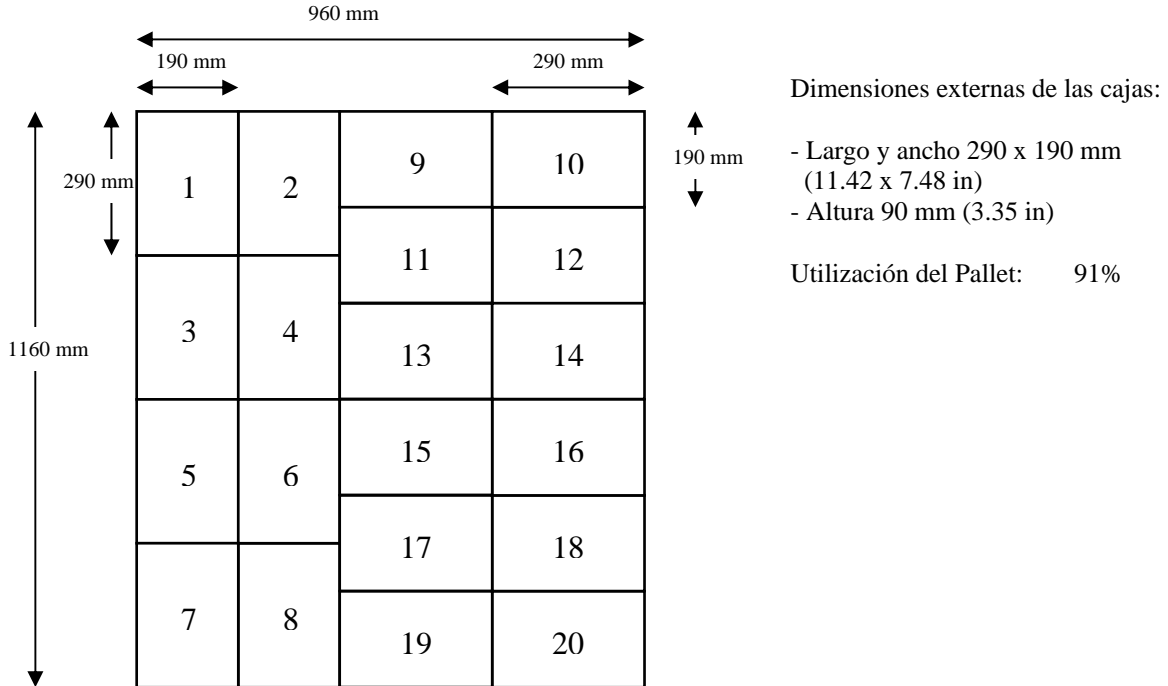 960 mm
190 mm
290 mm
Dimensiones externas de las cajas:
- Largo y ancho 290 x 190 mm
(11.42 x 7.48 in)
- Altura 90 mm (3.35 in)
Utilización del Pallet: 91%
290 mm
190 mm
1160 mm
1 2 9 10
11 12
3 4 13 14
5 6 15 16
17 18
7 8 19 20